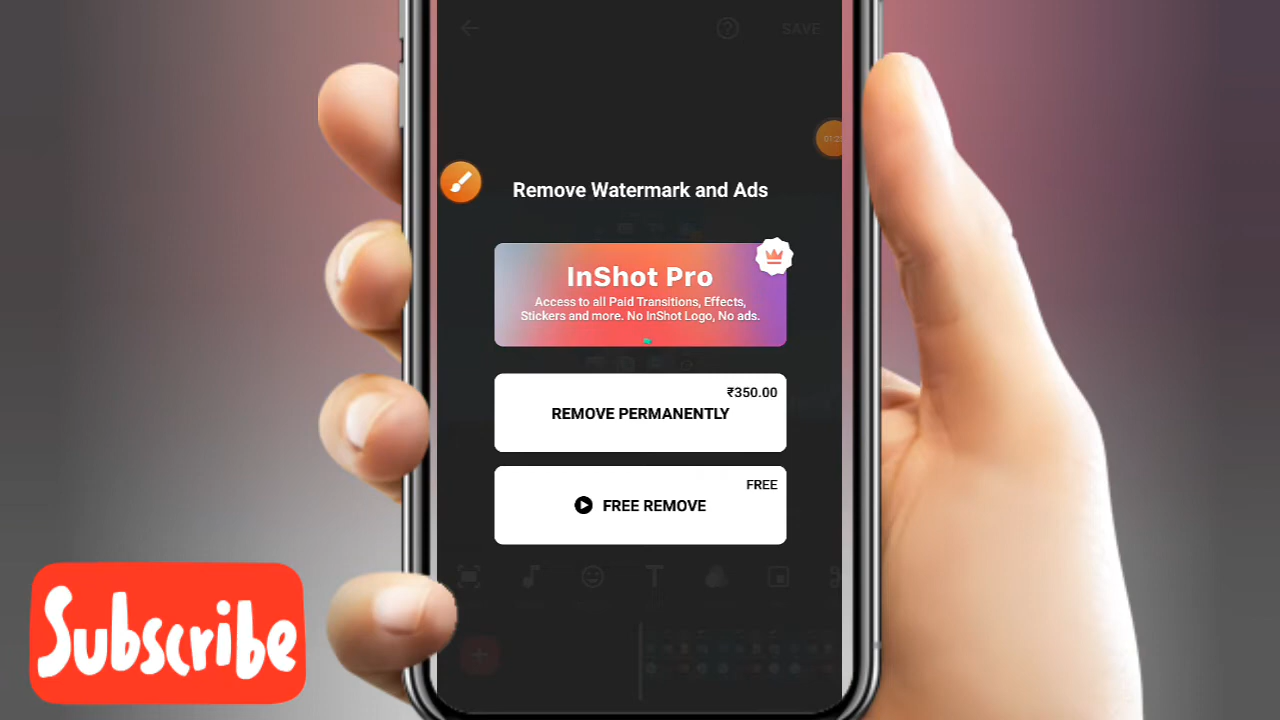 SAVE
Remove Watermark and Ads
InShot Pro
Access to all Paid Transitions, Effects,
Stickers and more. No InShot Logo, No ads.
₹350.00
REMOVE PERMANENTLY
FREE
FREE REMOVE
Subscribe